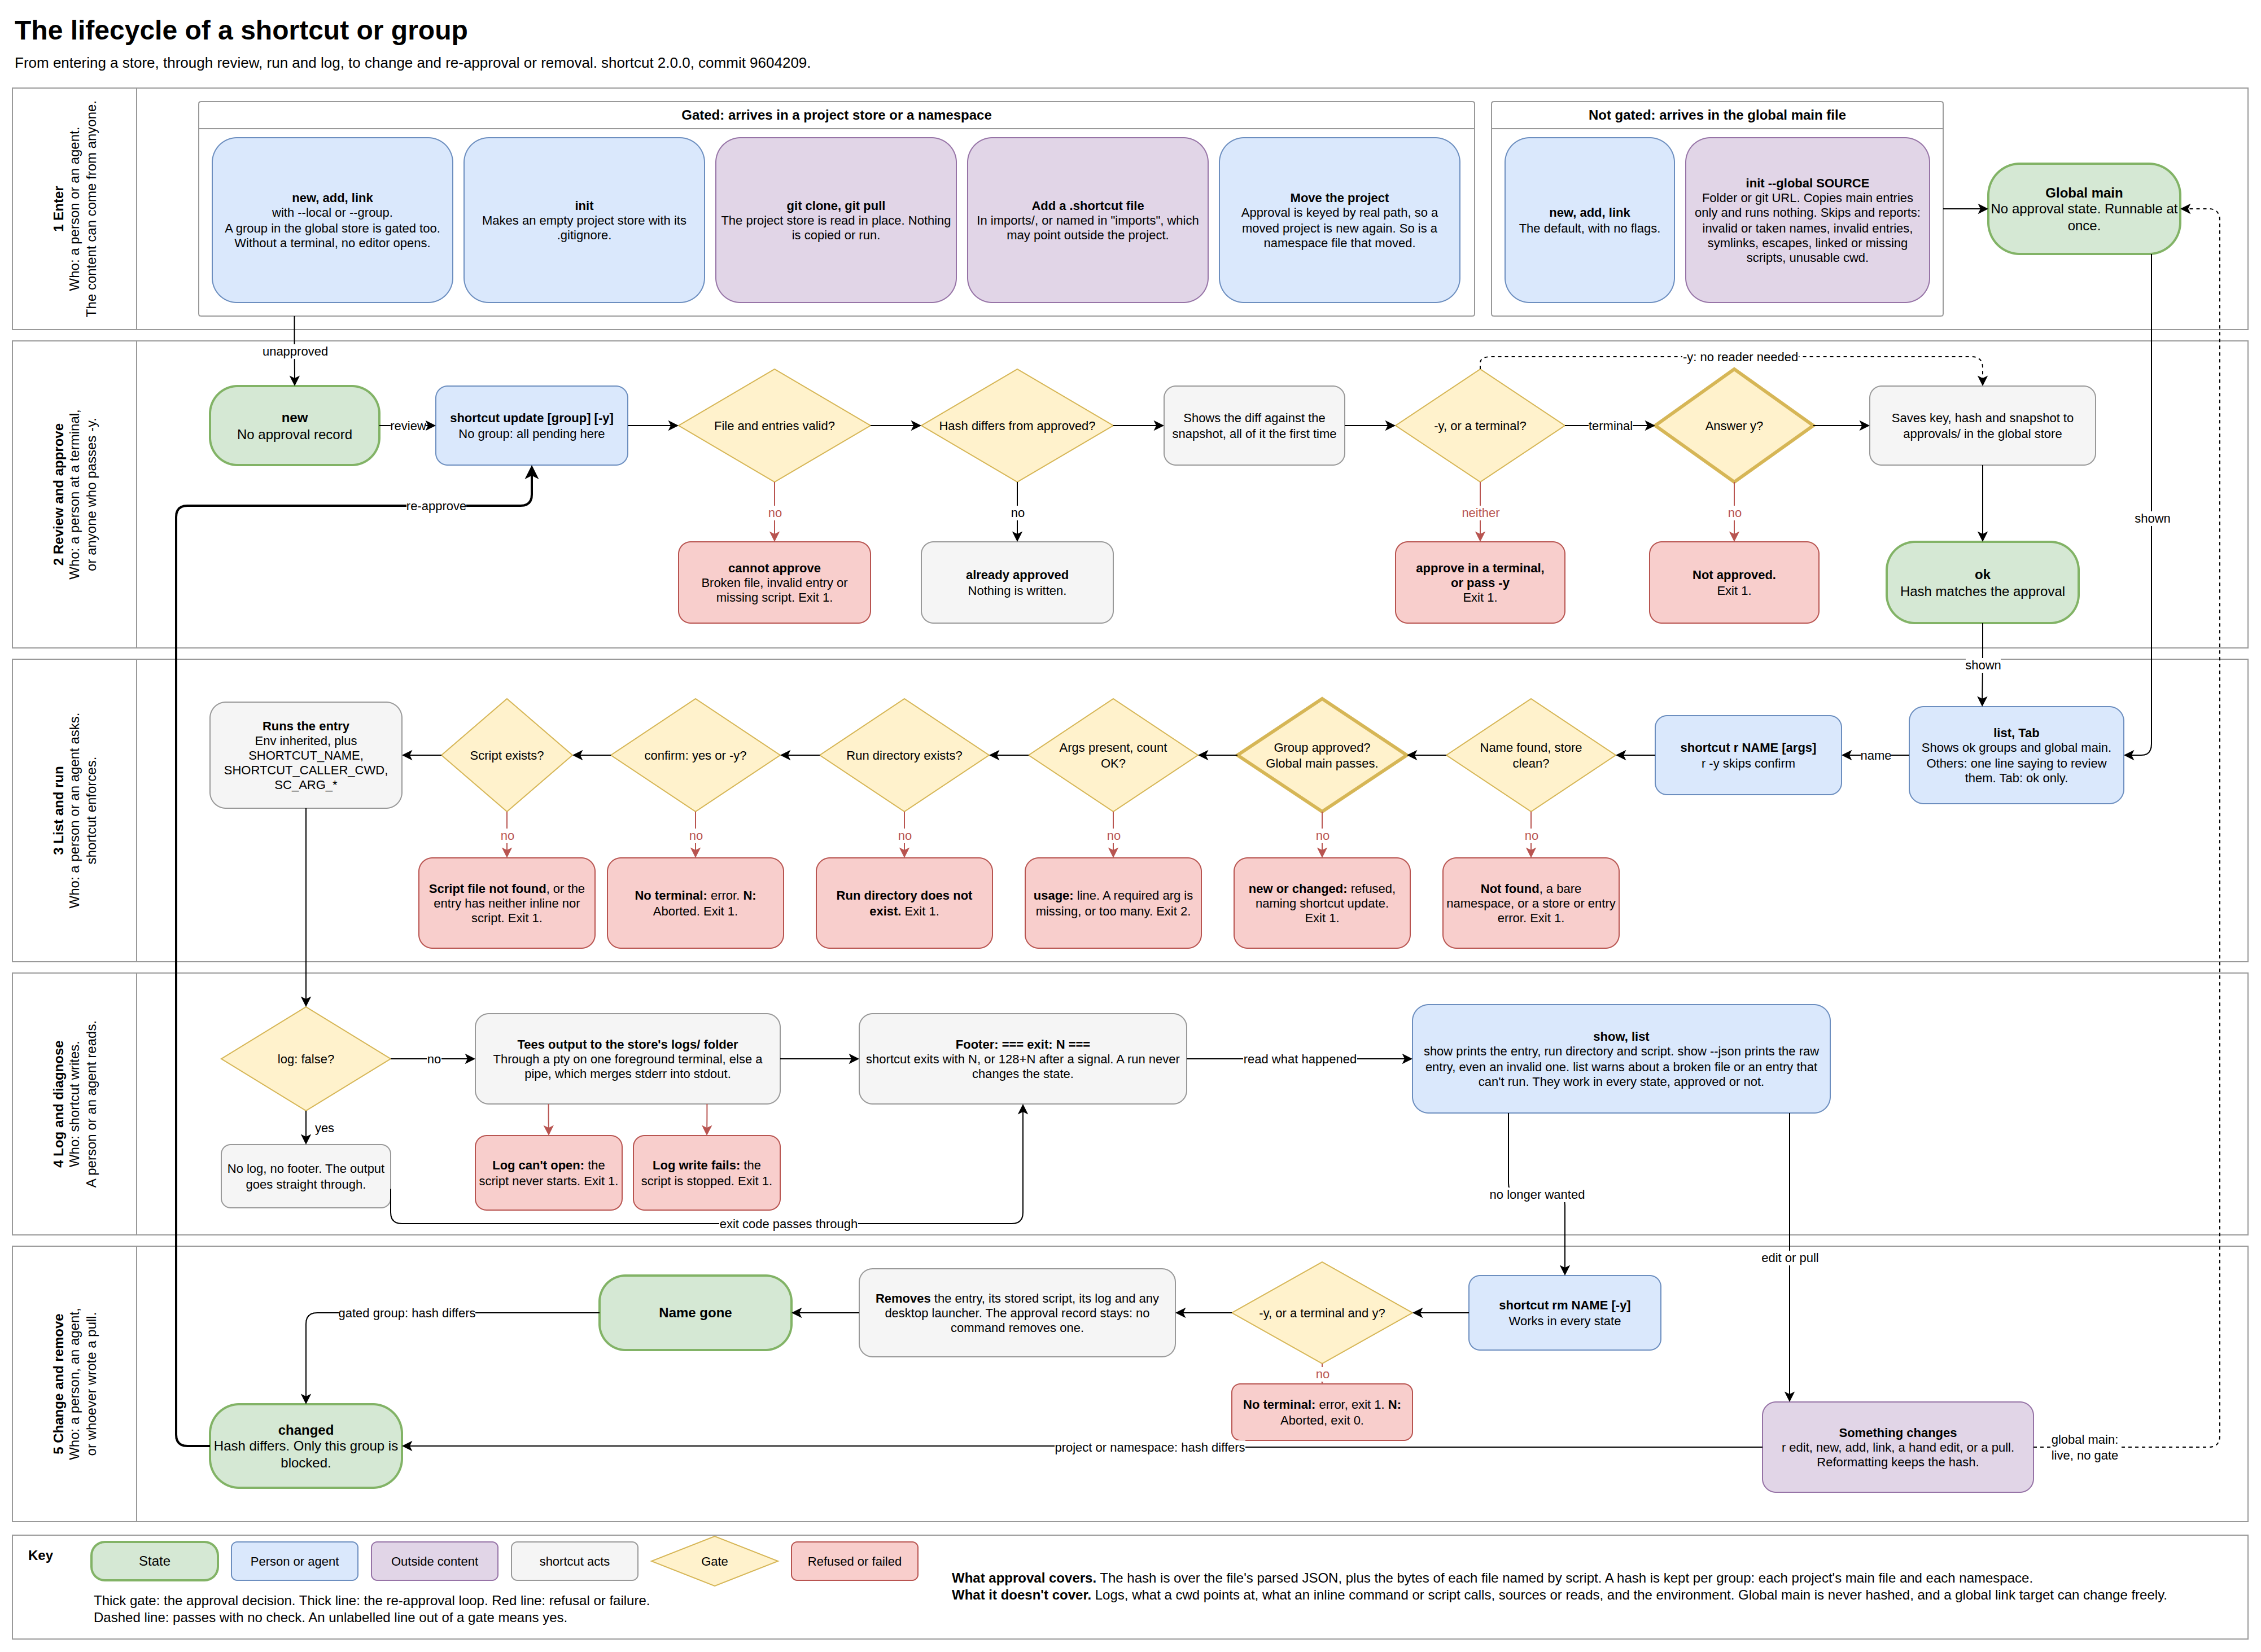 The lifecycle of a shortcut or group
From entering a store, through review, run and log, to change and re-approval or removal. shortcut 2.0.0, commit 9604209.
1 Enter
Who: a person or an agent.
The content can come from anyone.
Gated: arrives in a project store or a namespace
new, add, link
with --local or --group.
A group in the global store is gated too.
Without a terminal, no editor opens.
init
Makes an empty project store with its
.gitignore.
git clone, git pull
The project store is read in place. Nothing
is copied or run.
Add a .shortcut file
In imports/, or named in "imports", which
may point outside the project.
Move the project
Approval is keyed by real path, so a
moved project is new again. So is a
namespace file that moved.
Not gated: arrives in the global main file
new, add, link
The default, with no flags.
init --global SOURCE
Folder or git URL. Copies main entries
only and runs nothing. Skips and reports:
invalid or taken names, invalid entries,
symlinks, escapes, linked or missing
scripts, unusable cwd.
Global main
No approval state. Runnable at
once.
unapproved
2 Review and approve
Who: a person at a terminal,
or anyone who passes -y.
new
No approval record
review
shortcut update [group] [-y]
No group: all pending here
File and entries valid?
Hash differs from approved?
Shows the diff against the
snapshot, all of it the first time
-y, or a terminal?
-y: no reader needed
terminal
Answer y?
Saves key, hash and snapshot to
approvals/ in the global store
re-approve
no
no
neither
no
shown
cannot approve
Broken file, invalid entry or
missing script. Exit 1.
already approved
Nothing is written.
approve in a terminal,
or pass -y
Exit 1.
Not approved.
Exit 1.
ok
Hash matches the approval
shown
3 List and run
Who: a person or an agent asks.
shortcut enforces.
Runs the entry
Env inherited, plus
SHORTCUT_NAME,
SHORTCUT_CALLER_CWD,
SC_ARG_*
Script exists?
confirm: yes or -y?
Run directory exists?
Args present, count
OK?
Group approved?
Global main passes.
Name found, store
clean?
shortcut r NAME [args]
r -y skips confirm
name
list, Tab
Shows ok groups and global main.
Others: one line saying to review
them. Tab: ok only.
no
no
no
no
no
no
Script file not found, or the
entry has neither inline nor
script. Exit 1.
No terminal: error. N:
Aborted. Exit 1.
Run directory does not
exist. Exit 1.
usage: line. A required arg is
missing, or too many. Exit 2.
new or changed: refused,
naming shortcut update.
Exit 1.
Not found, a bare
namespace, or a store or entry
error. Exit 1.
4 Log and diagnose
Who: shortcut writes.
A person or an agent reads.
log: false?
no
Tees output to the store's logs/ folder
Through a pty on one foreground terminal, else a
pipe, which merges stderr into stdout.
Footer: === exit: N ===
shortcut exits with N, or 128+N after a signal. A run never
changes the state.
read what happened
show, list
show prints the entry, run directory and script. show --json prints the raw
entry, even an invalid one. list warns about a broken file or an entry that
can't run. They work in every state, approved or not.
yes
No log, no footer. The output
goes straight through.
Log can't open: the
script never starts. Exit 1.
Log write fails: the
script is stopped. Exit 1.
exit code passes through
no longer wanted
edit or pull
5 Change and remove
Who: a person, an agent,
or whoever wrote a pull.
gated group: hash differs
Name gone
Removes the entry, its stored script, its log and any
desktop launcher. The approval record stays: no
command removes one.
-y, or a terminal and y?
shortcut rm NAME [-y]
Works in every state
no
No terminal: error, exit 1. N:
Aborted, exit 0.
changed
Hash differs. Only this group is
blocked.
project or namespace: hash differs
Something changes
r edit, new, add, link, a hand edit, or a pull.
Reformatting keeps the hash.
global main:
live, no gate
Key
State
Person or agent
Outside content
shortcut acts
Gate
Refused or failed
Thick gate: the approval decision. Thick line: the re-approval loop. Red line: refusal or failure.
Dashed line: passes with no check. An unlabelled line out of a gate means yes.
What approval covers. The hash is over the file's parsed JSON, plus the bytes of each file named by script. A hash is kept per group: each project's main file and each namespace.
What it doesn't cover. Logs, what a cwd points at, what an inline command or script calls, sources or reads, and the environment. Global main is never hashed, and a global link target can change freely.